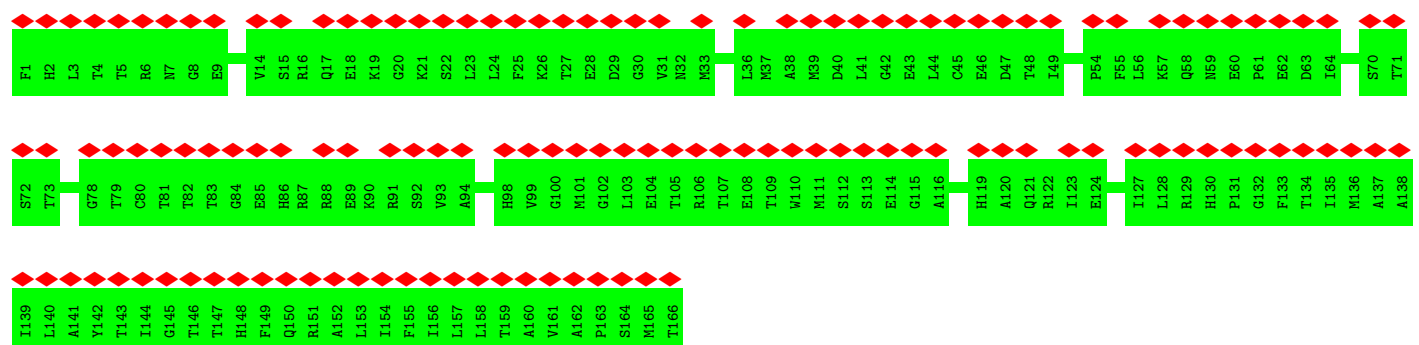 F1 H2 L3 T4 T5 R6 N7 G8 E9 V14 S15 R16 Q17 E18 K19 G20 K21 S22 L23 L24 F25 K26 T27 E28 D29 G30 V31 N32 M33 L36 M37 A38 M39 D40 L41 G42 E43 L44 C45 E46 D47 T48 I49 P54 F55 L56 K57 Q58 N59 E60 P61 E62 D63 I64 S70 T71
S72 T73 G78 T79 C80 T81 T82 T83 G84 E85 H86 R87 R88 E89 K90 R91 S92 V93 A94 H98 V99 G100 M101 G102 L103 E104 T105 R106 T107 E108 T109 W110 M111 S112 S113 E114 G115 A116 H119 A120 Q121 R122 I123 E124 I127 L128 R129 H130 P131 G132 F133 T134 I135 M136 A137 A138
I139 L140 A141 Y142 T143 I144 G145 T146 T147 H148 F149 Q150 R151 A152 L153 I154 F155 I156 L157 L158 T159 A160 V161 A162 P163 S164 M165 T166